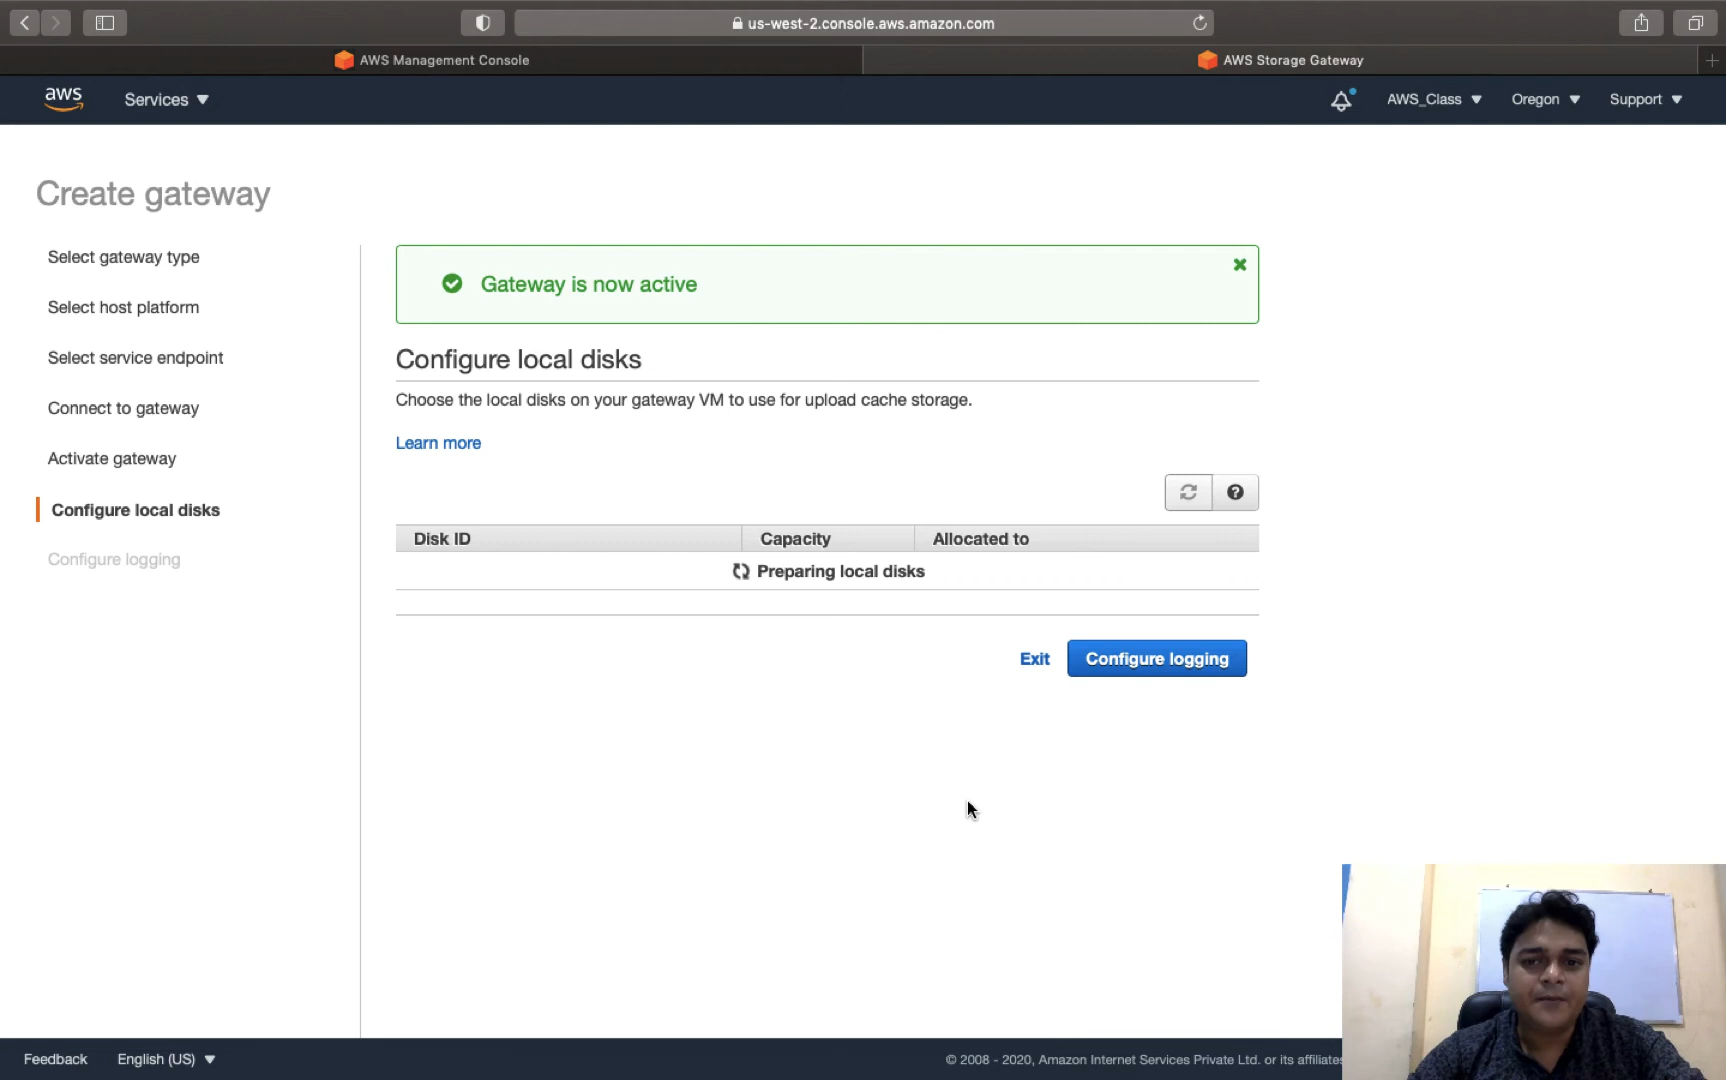 us-west-2.console.aws.amazon.com
AWS Management Console
AWS Storage Gateway
aws
Services
AWS_Class
Oregon
Support
Create gateway
Select gateway type
Select host platform
Select service endpoint
Connect to gateway
Activate gateway
Configure local disks
Configure logging
Gateway is now active
Configure local disks
Choose the local disks on your gateway VM to use for upload cache storage.
Learn more
Disk ID
Capacity
Allocated to
Preparing local disks
Exit
Configure logging
Feedback
English (US)
© 2008 - 2020, Amazon Internet Services Private Ltd. or its affiliates